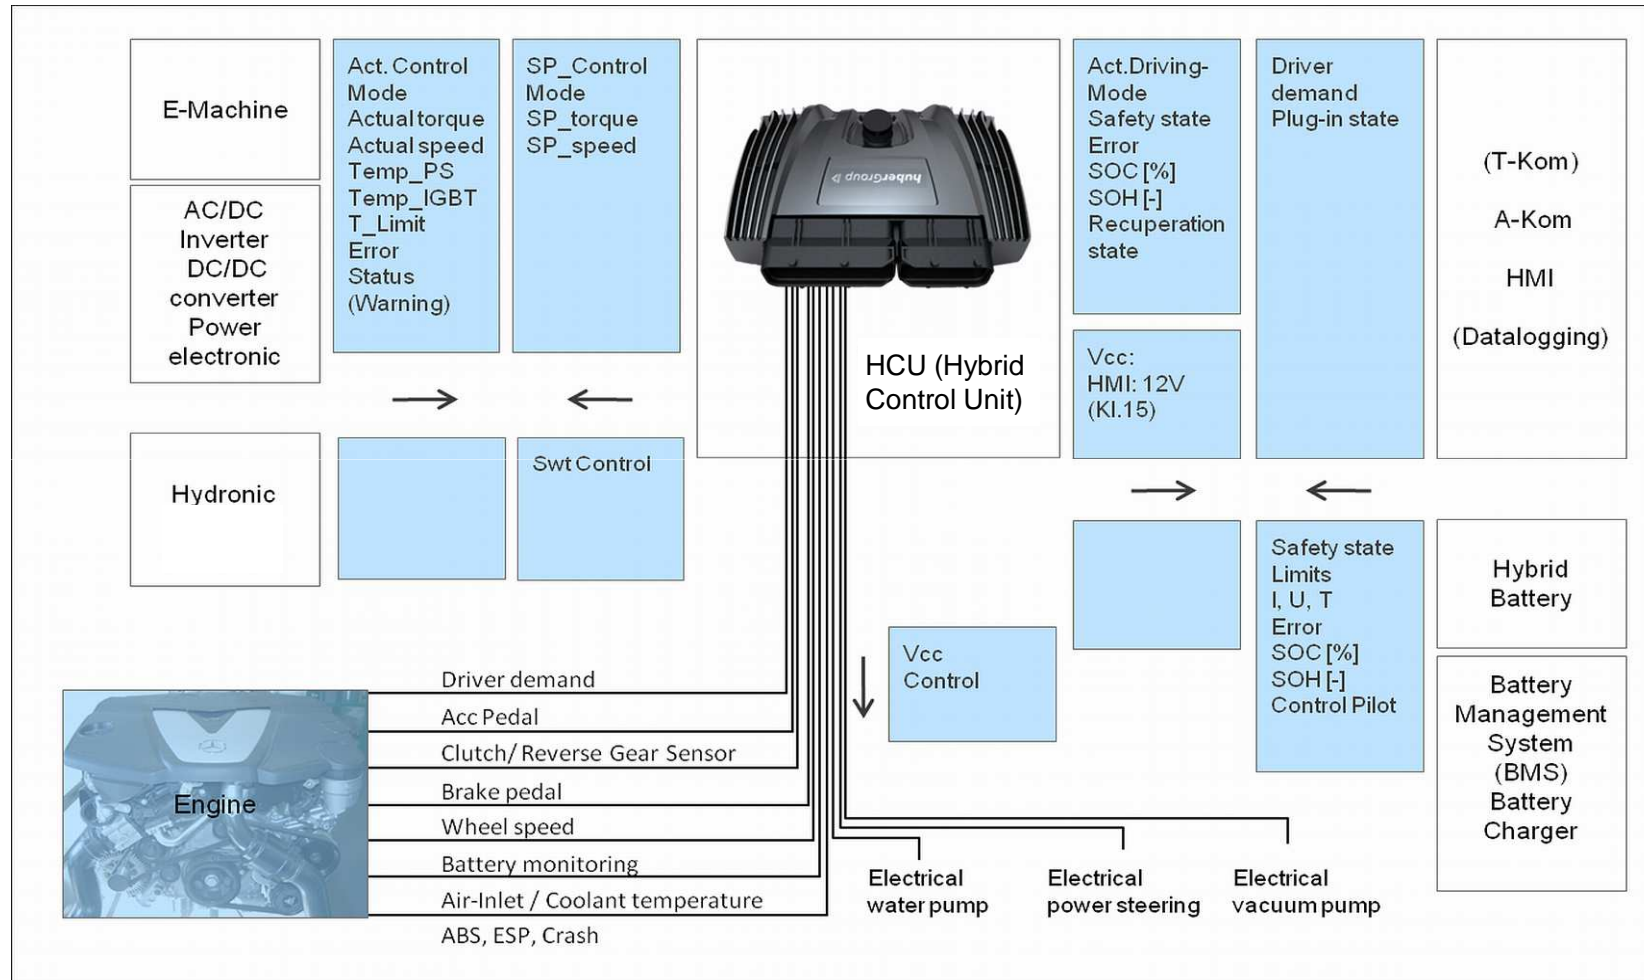 E-Machine
AC/DC
Inverter
DC/DC
converter
Power
electronic
Act. Control
Mode
Actual torque
Actual speed
Temp_PS
Temp_IGBT
T_Limit
Error
Status
(Warning)
SP_Control
Mode
SP_torque
SP_speed
Hydronic
Swt Control
huberGroup
HCU (Hybrid
Control Unit)
Act.Driving-
Mode
Safety state
Error
SOC [%]
SOH [-]
Recuperation
state
Vcc:
HMI: 12V
(Kl.15)
Driver
demand
Plug-in state
(T-Kom)
A-Kom
HMI
(Datalogging)
Safety state
Limits
I, U, T
Error
SOC [%]
SOH [-]
Control Pilot
Hybrid
Battery
Battery
Management
System
(BMS)
Battery
Charger
Vcc
Control
Engine
Driver demand
Acc Pedal
Clutch/ Reverse Gear Sensor
Brake pedal
Wheel speed
Battery monitoring
Air-Inlet / Coolant temperature
ABS, ESP, Crash
Electrical
water pump
Electrical
power steering
Electrical
vacuum pump